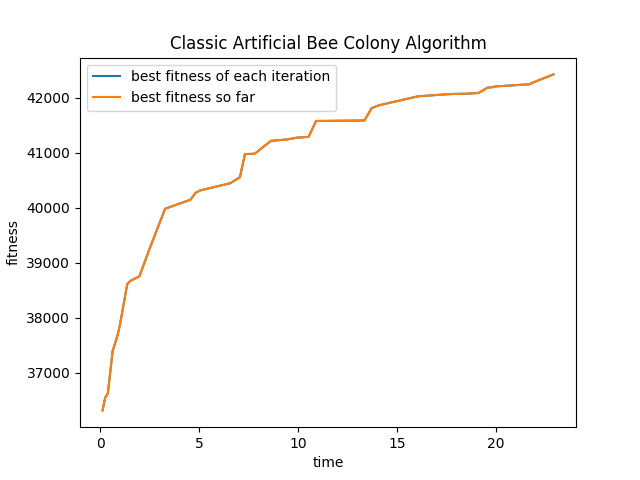 Classic Artificial Bee Colony Algorithm
best fitness of each iteration
best fitness so far
42000
41000
40000
39000
38000
37000
fitness
0 5 10 15 20
time